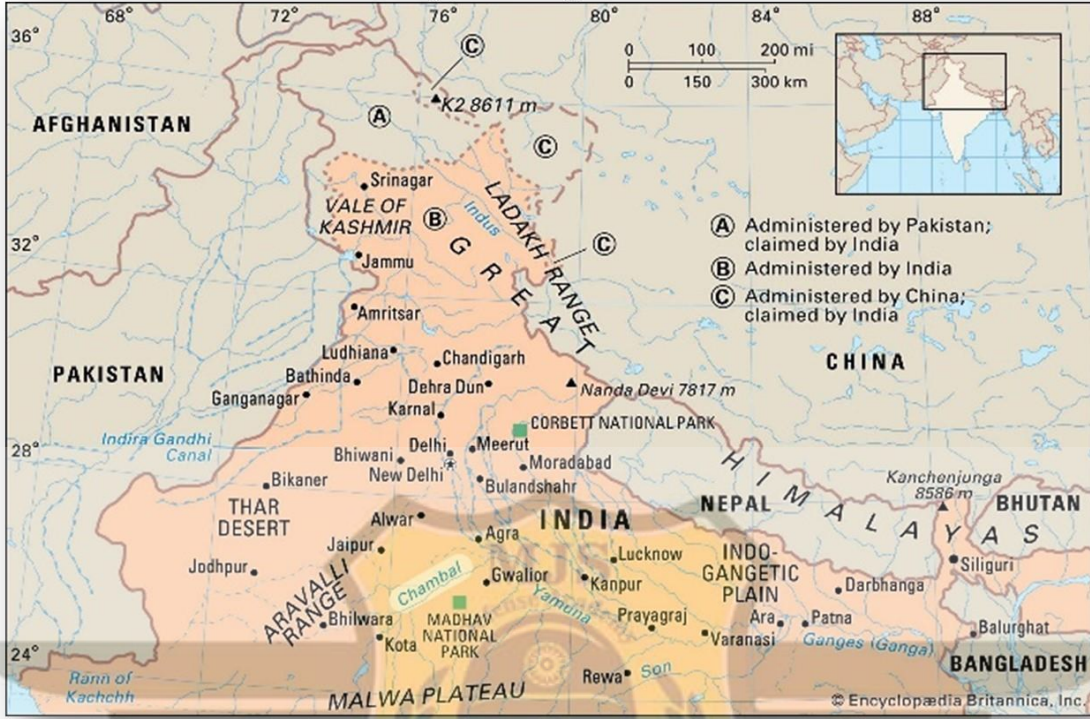 68° 72° 76° 80° 84° 88°
36°
32°
28°
24°
0 100 200 mi
0 150 300 km
Ⓒ
K2 8611 m
Ⓐ
Ⓒ
AFGHANISTAN
Srinagar
VALE OF
KASHMIR
Ⓑ
Indus
LADAKH RANGE
Ⓒ
GREAT
Jammu
Ⓐ Administered by Pakistan;
claimed by India
Ⓑ Administered by India
Ⓒ Administered by China;
claimed by India
Amritsar
Ludhiana
Chandigarh
CHINA
PAKISTAN
Bathinda
Dehra Dun
Nanda Devi 7817 m
Ganganagar
Karnal
CORBETT NATIONAL PARK
Indira Gandhi
Canal
Delhi
Meerut
Bhiwani
New Delhi
Moradabad
HIMALAYAS
Bikaner
Bulandshahr
Kanchonjunga
8586 m
THAR
DESERT
NEPAL
BHUTAN
Alwar
INDIA
Agra
MJS
Jaipur
Lucknow
INDO-
GANGETIC
PLAIN
Siliguri
Jodhpur
Chambal
Gwalior
Kanpur
Darbhanga
ARAVALLI
RANGE
Yamuna
Bhilwara
MADHAV
NATIONAL
PARK
Prayagraj
Ara
Patna
Balurghat
Kota
Varanasi
Ganges (Ganga)
BANGLADESH
Rann of
Kachchh
Rewa
Son
MALWA PLATEAU
© Encyclopædia Britannica, Inc.